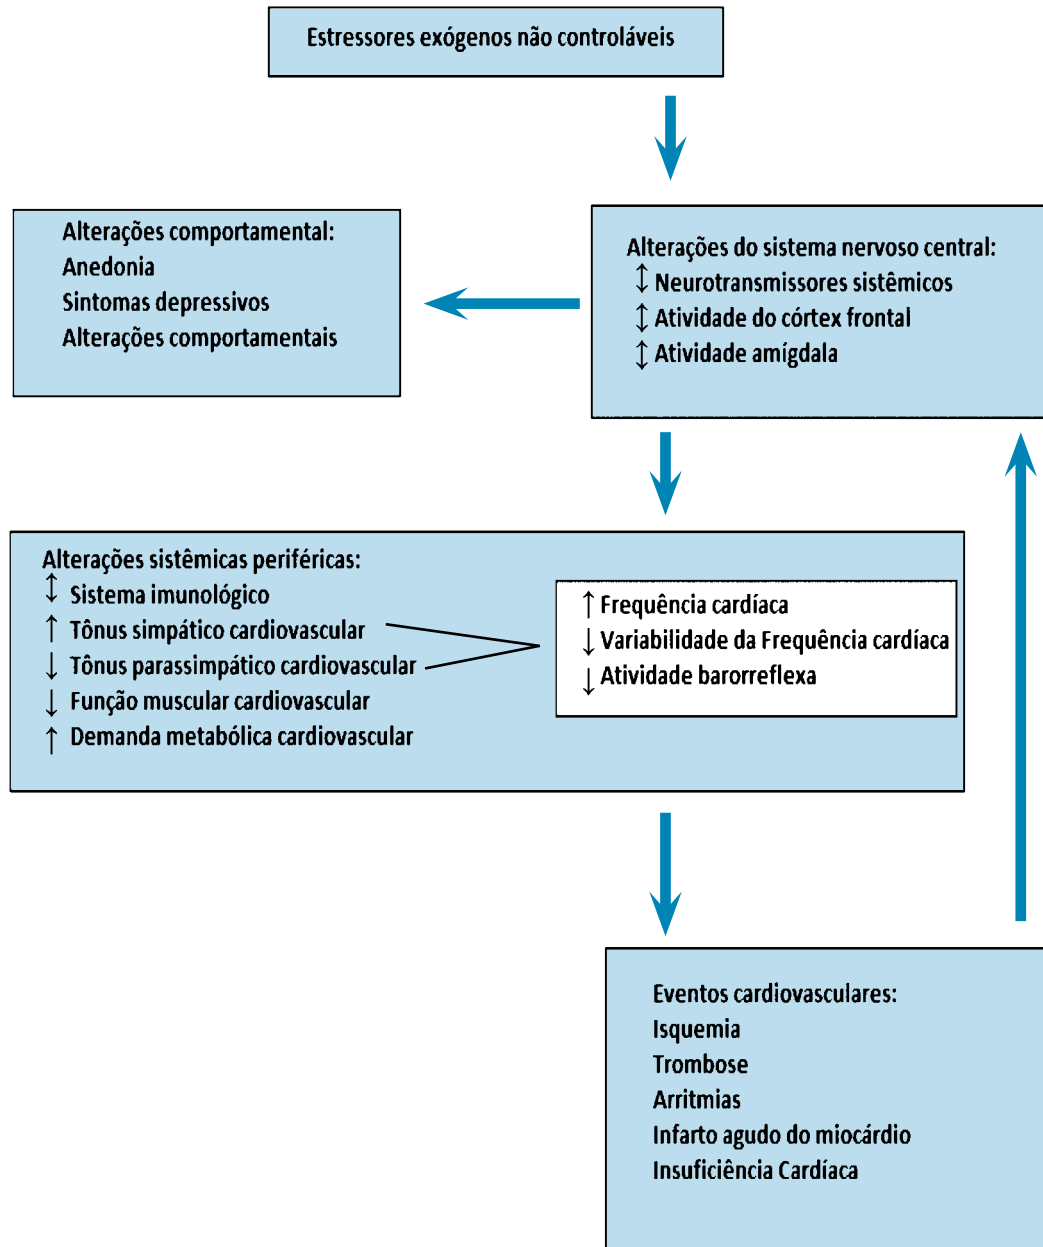 Estressores exógenos não controláveis
Alterações comportamental:
Anedonia
Sintomas depressivos
Alterações comportamentais
Alterações do sistema nervoso central:
↕ Neurotransmissores sistêmicos
↕ Atividade do córtex frontal
↕ Atividade amígdala
Alterações sistêmicas periféricas:
↕ Sistema imunológico
↑ Tônus simpático cardiovascular
↓ Tônus parassimpático cardiovascular
↓ Função muscular cardiovascular
↑ Demanda metabólica cardiovascular
↑ Frequência cardíaca
↓ Variabilidade da Frequência cardíaca
↓ Atividade barorreflexa
Eventos cardiovasculares:
Isquemia
Trombose
Arritmias
Infarto agudo do miocárdio
Insuficiência Cardíaca